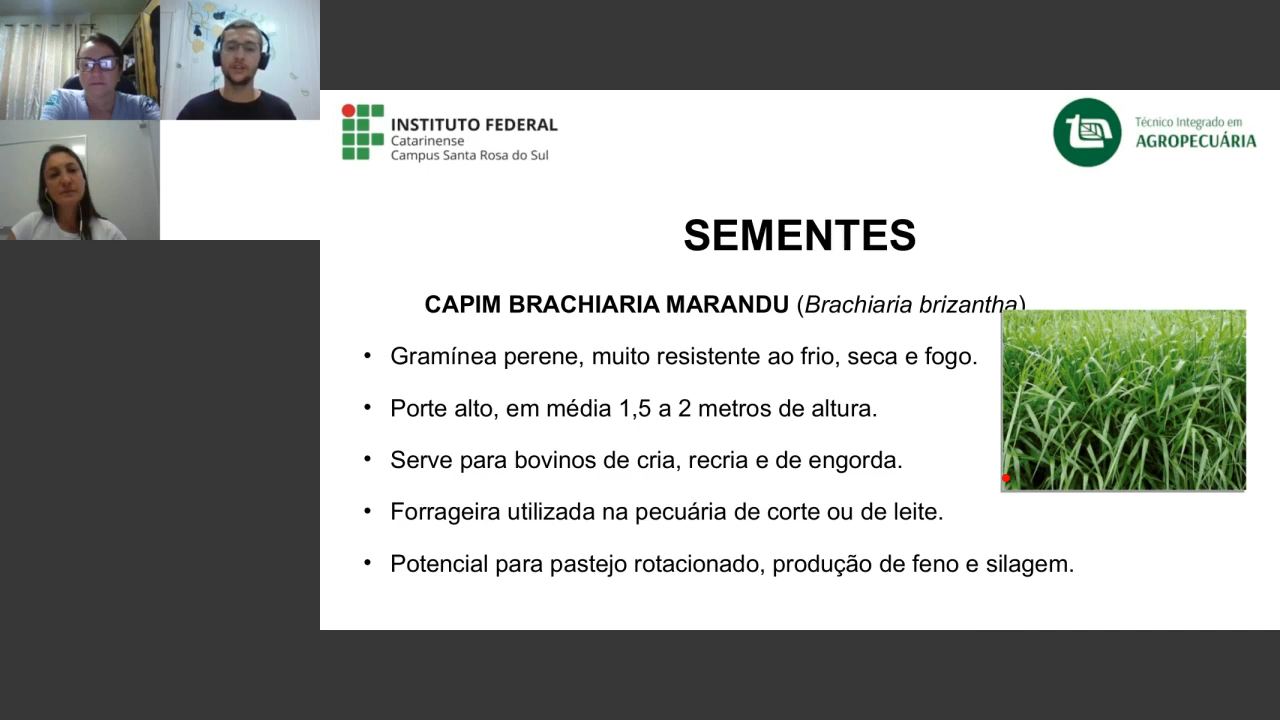 INSTITUTO FEDERAL
Catarinense
Campus Santa Rosa do Sul
Técnico Integrado em
AGROPECUÁRIA
SEMENTES
CAPIM BRACHIARIA MARANDU (Brachiaria brizantha)
• Gramínea perene, muito resistente ao frio, seca e fogo.
• Porte alto, em média 1,5 a 2 metros de altura.
• Serve para bovinos de cria, recria e de engorda.
• Forrageira utilizada na pecuária de corte ou de leite.
• Potencial para pastejo rotacionado, produção de feno e silagem.